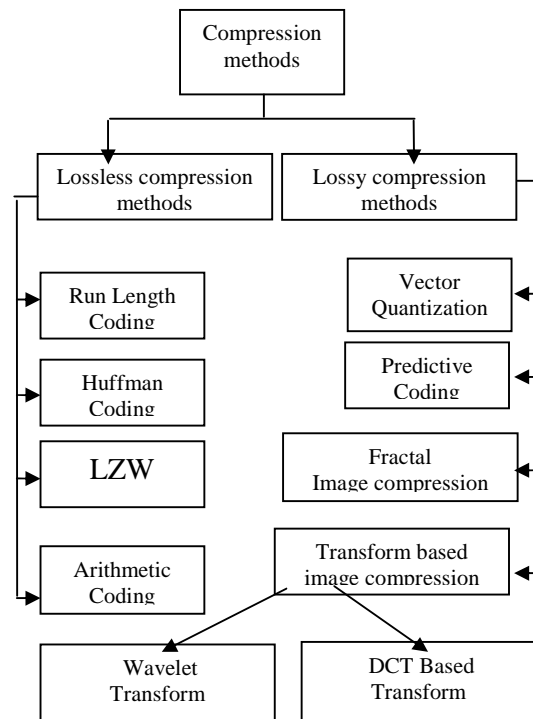 Compression
methods
Lossless compression
methods
Lossy compression
methods
Run Length
Coding
Huffman
Coding
LZW
Arithmetic
Coding
Vector
Quantization
Predictive
Coding
Fractal
Image compression
Transform based
image compression
Wavelet
Transform
DCT Based
Transform